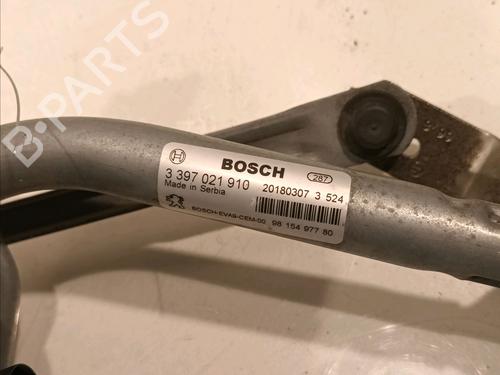 BOSCH
287
3 397 021 910
20180307 3 524
Made in Serbia
BOSCH-EVAS-CEM-00
98 154 977 80
B-PARTS